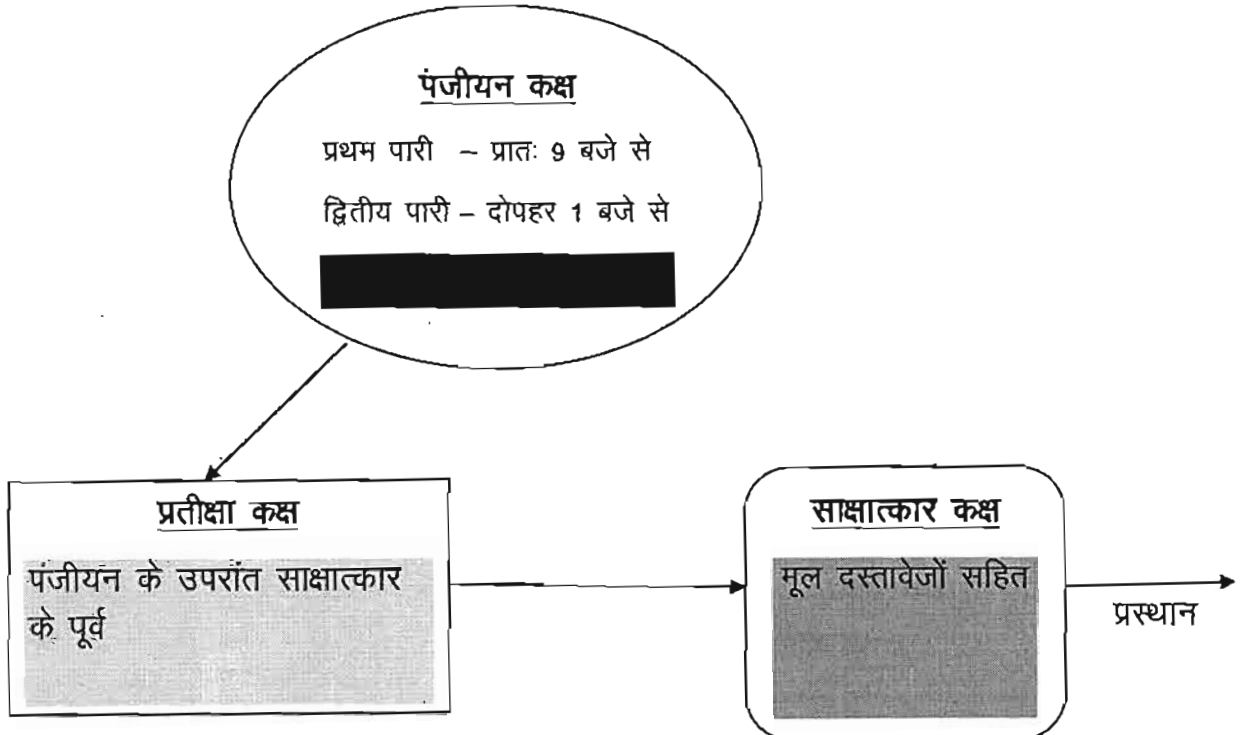 पंजीयन कक्ष
प्रथम पारी – प्रातः 9 बजे से
द्वितीय पारी – दोपहर 1 बजे से
प्रतीक्षा कक्ष
पंजीयन के उपरांत साक्षात्कार
के पूर्व
साक्षात्कार कक्ष
मूल दस्तावेजों सहित
प्रस्थान